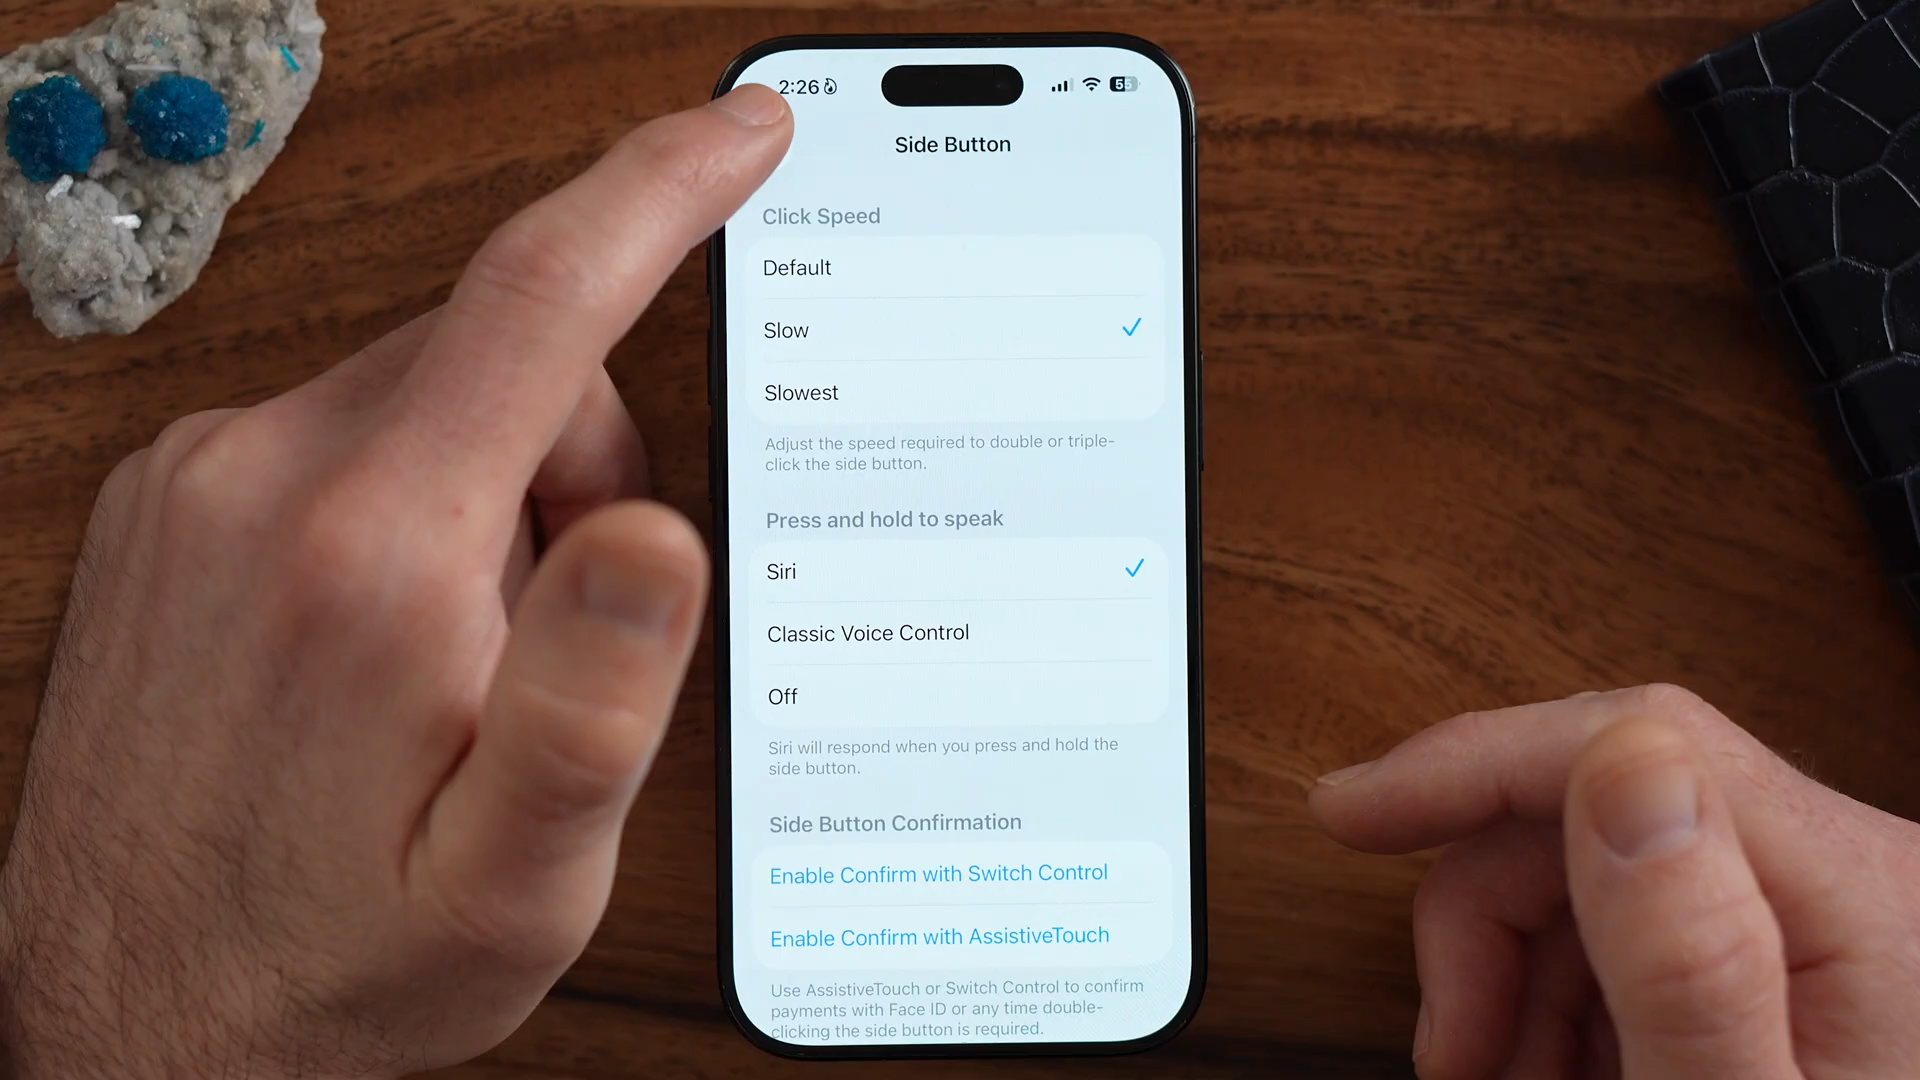 2:26
55
Side Button
Click Speed
Default
Slow
Slowest
Adjust the speed required to double or triple-
click the side button.
Press and hold to speak
Siri
Classic Voice Control
Off
Siri will respond when you press and hold the
side button.
Side Button Confirmation
Enable Confirm with Switch Control
Enable Confirm with AssistiveTouch
Use AssistiveTouch or Switch Control to confirm
payments with Face ID or any time double-
clicking the side button is required.